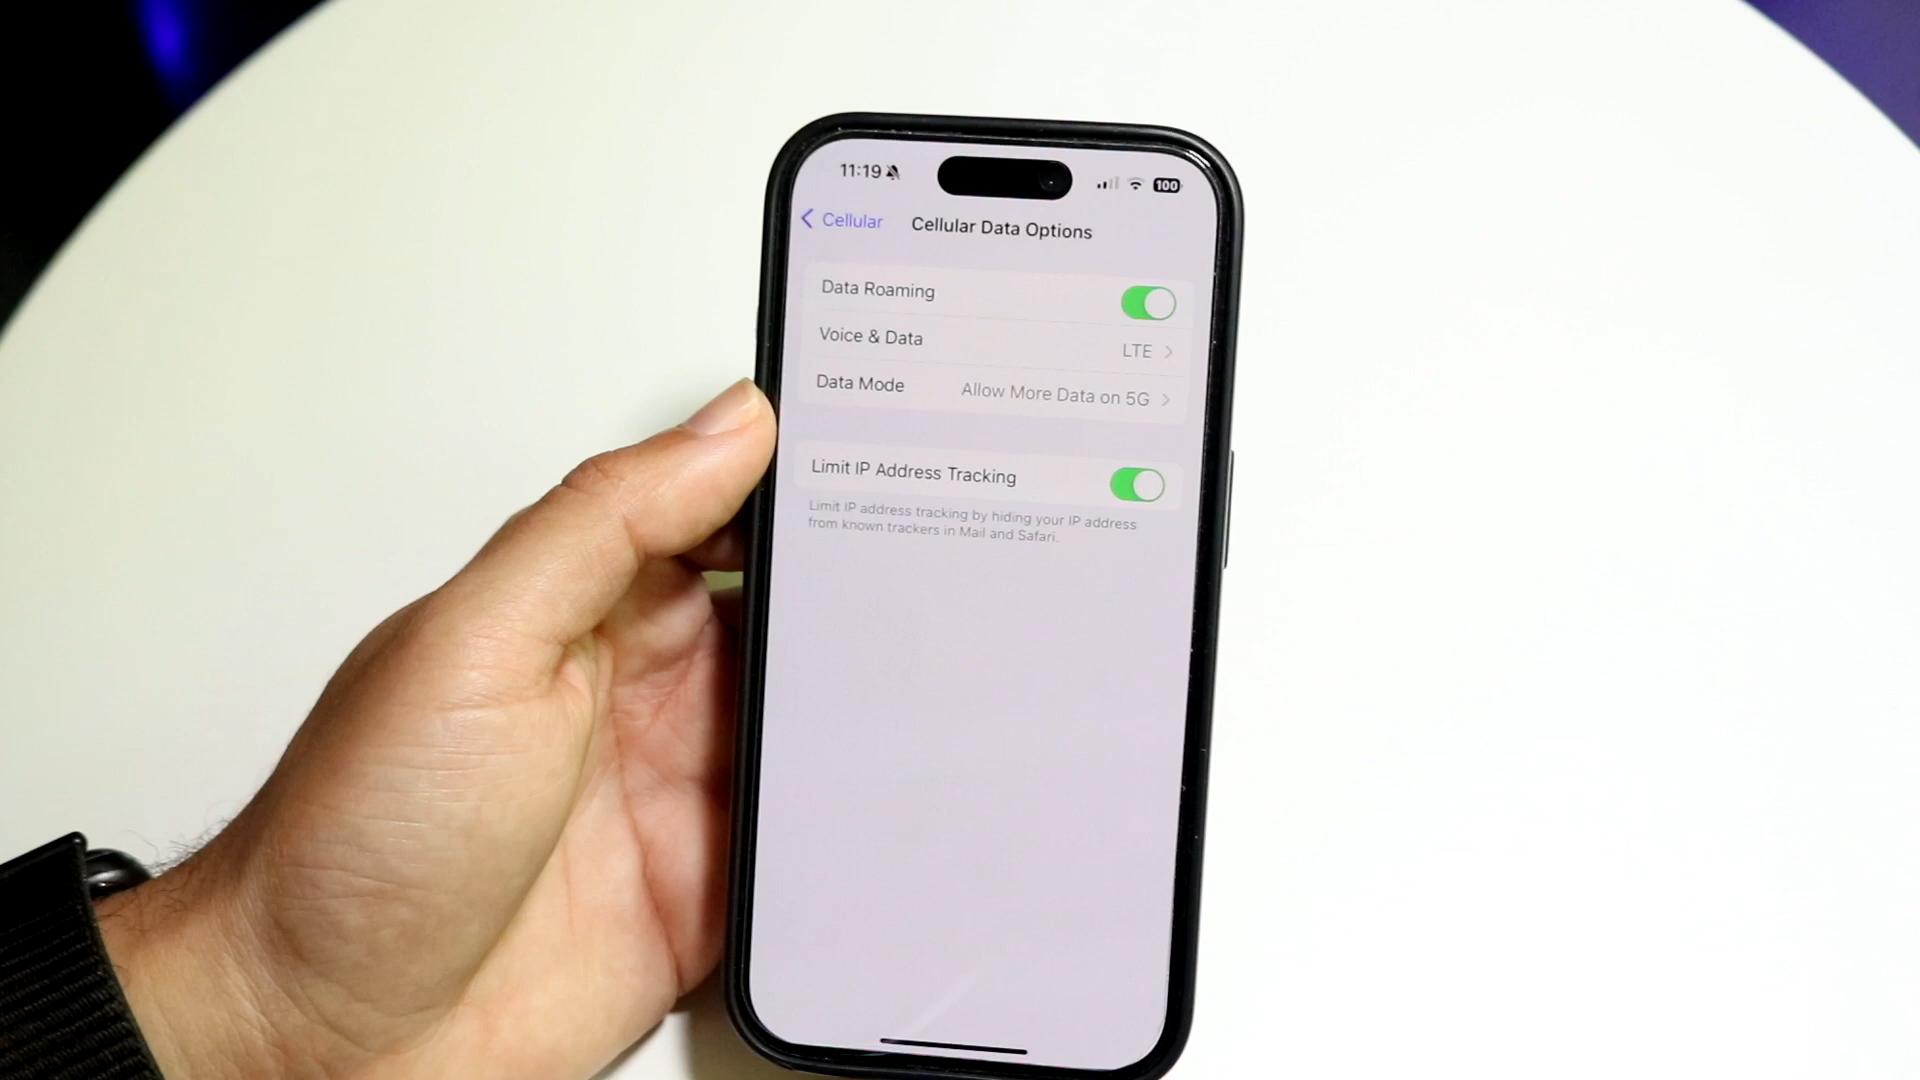 11:19
100
Cellular
Cellular Data Options
Data Roaming
Voice & Data LTE
Data Mode Allow More Data on 5G
Limit IP Address Tracking
Limit IP address tracking by hiding your IP address
from known trackers in Mail and Safari.